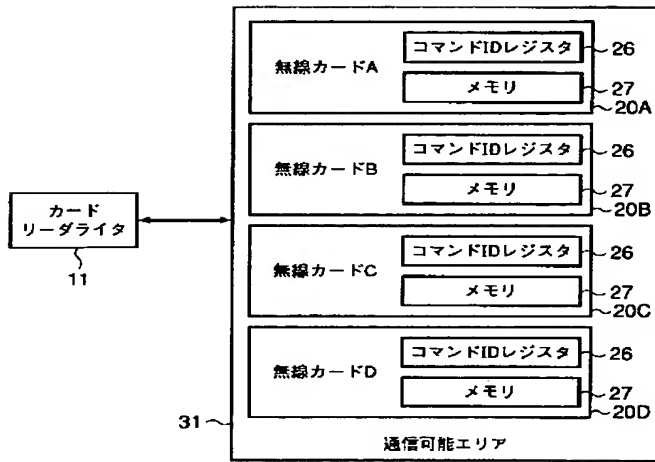 無線カードA
コマンドIDレジスタ
26
メモリ
27
20A
無線カードB
コマンドIDレジスタ
26
メモリ
27
20B
カード
リーダライタ
11
無線カードC
コマンドIDレジスタ
26
メモリ
27
20C
無線カードD
コマンドIDレジスタ
26
メモリ
27
20D
31
通信可能エリア